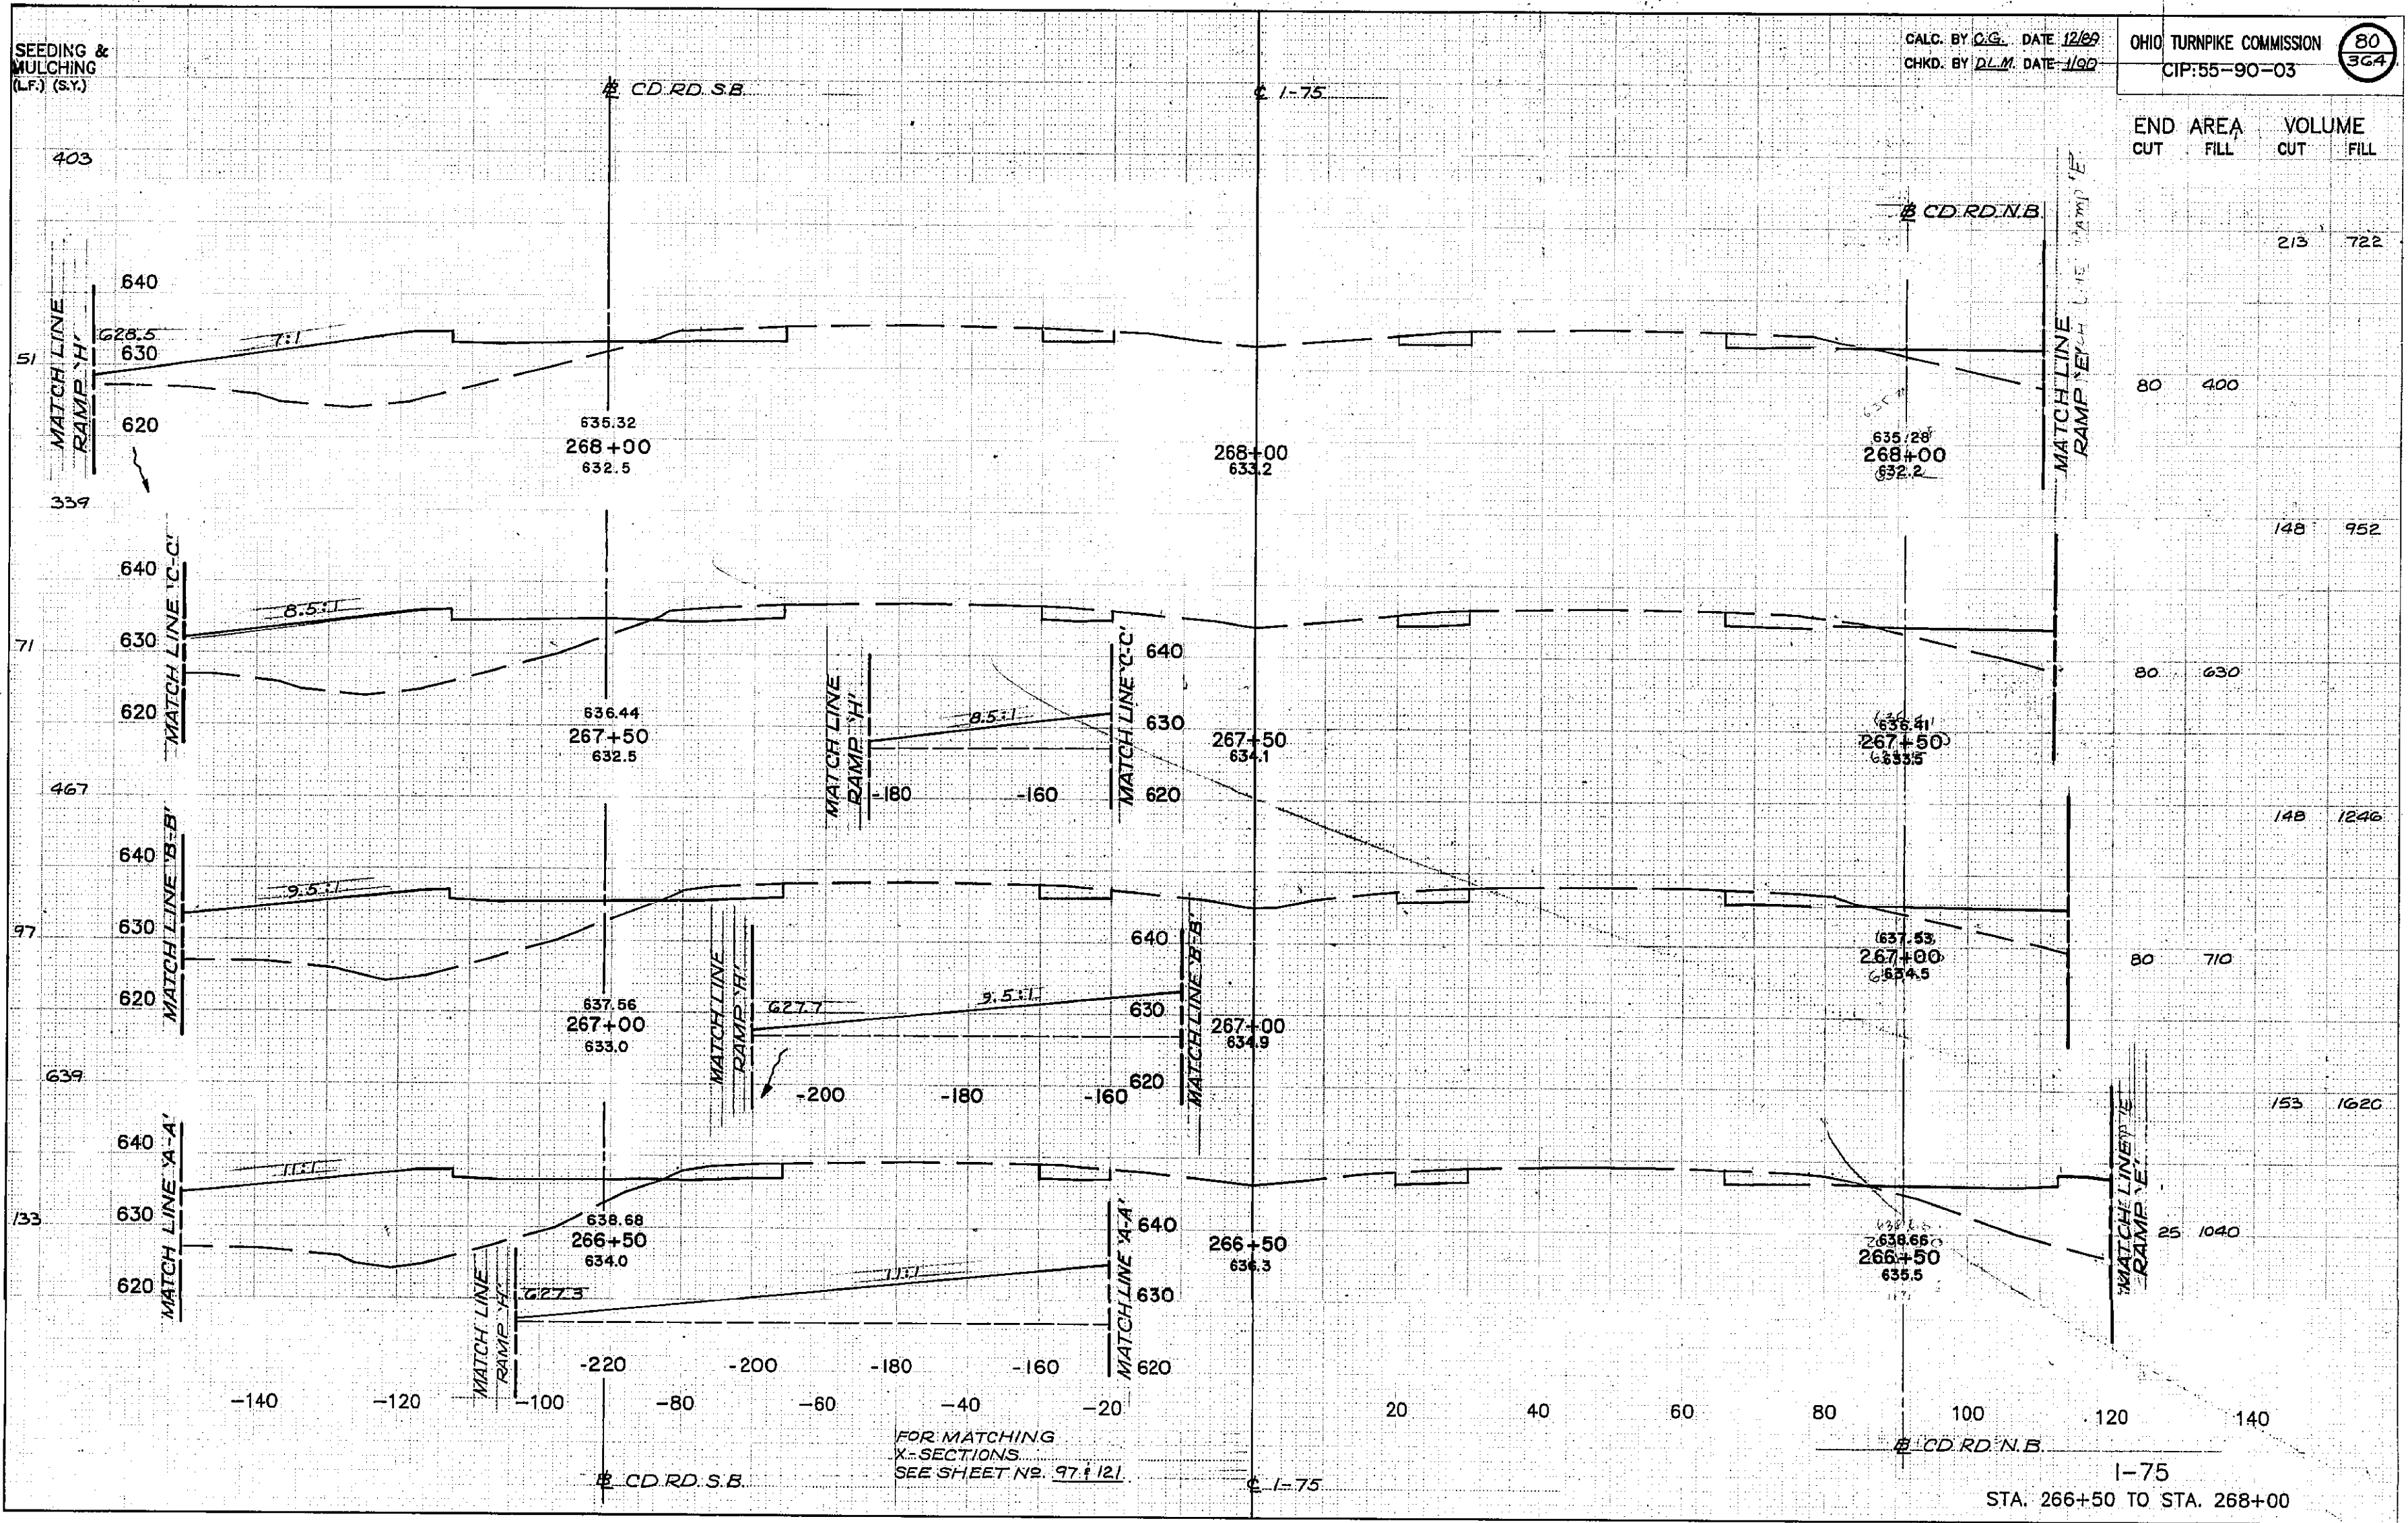 SEEDING &
MULCHING
(L.F.) (S.Y.)
CALC. BY C.G. DATE 12/89
CHKD. BY D.L.M. DATE 1/90
OHIO TURNPIKE COMMISSION
CIP:55-90-03
80
364
END AREA VOLUME
CUT FILL CUT FILL
B CD RD. S.B.
℄ I-75
B CD RD N.B.
403
213 722
MATCH LINE
RAMP 'H'
640
628.5
630
620
7:1
51
635.32
268+00
632.5
268+00
633.2
635.28
268+00
632.2
MATCH LINE
RAMP 'E'
80 400
339
148 952
MATCH LINE 'C-C'
640
630
620
8.5:1
71
636.44
267+50
632.5
MATCH LINE
RAMP 'H'
8.5:1
-180
-160
MATCH LINE 'C-C'
640
630
620
267+50
634.1
636.41
267+50
633.5
80 630
467
148 1246
MATCH LINE 'B-B'
640
630
620
9.5:1
97
637.56
267+00
633.0
MATCH LINE
RAMP 'H'
627.7
9.5:1
-200
-180
-160
640
630
620
MATCH LINE 'B-B'
267+00
634.9
637.53
267+00
634.5
80 710
639
153 1620
MATCH LINE 'A-A'
640
630
620
11:1
133
638.68
266+50
634.0
MATCH LINE
RAMP 'H'
627.3
11:1
-220
-200
-180
-160
MATCH LINE 'A-A'
640
630
620
266+50
636.3
638.66
266+50
635.5
MATCH LINE
RAMP 'E'
25 1040
-140 -120 -100 -80 -60 -40 -20 20 40 60 80 100 120 140
FOR MATCHING
X-SECTIONS
SEE SHEET Nº. 97 & 121
B CD RD. S.B.
℄ I-75
B CD RD N.B.
I-75
STA. 266+50 TO STA. 268+00